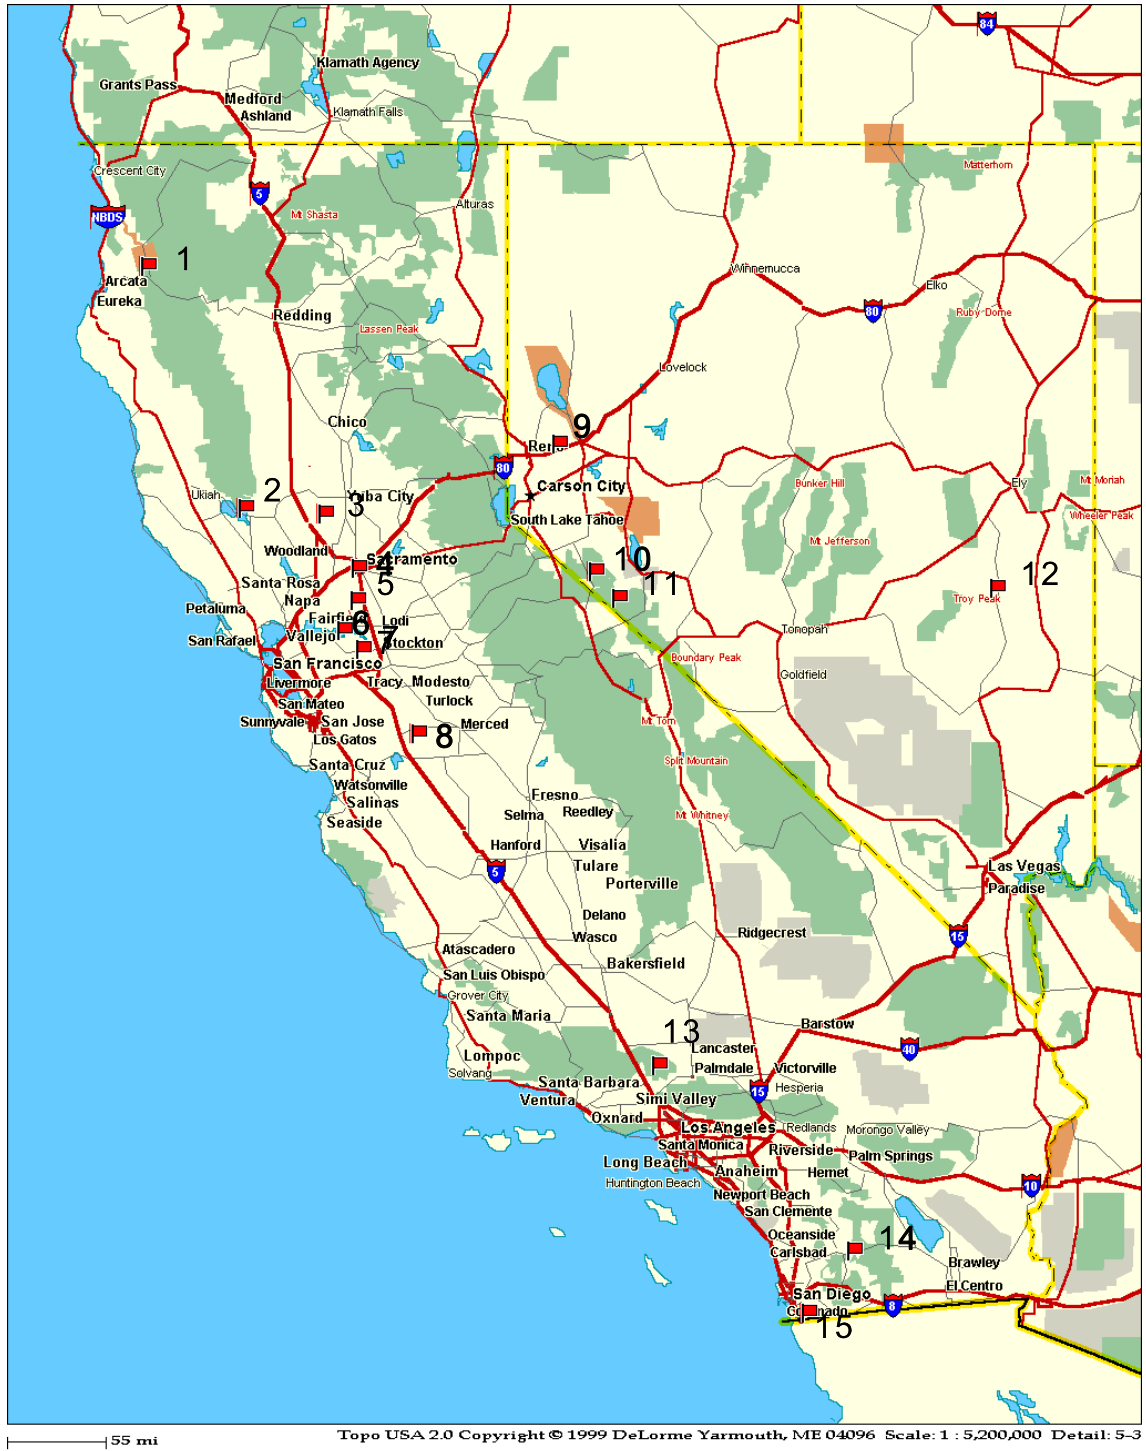 84
Klamath Agency
Grants Pass
Medford
Ashland
Klamath Falls
Crescent City
Matterhorn
5
Alturas
NBDS
Mt Shasta
1
Arcata
Eureka
Winnemucca
Elko
Redding
80
Ruby Dome
Lassen Peak
Lovelock
Chico
9
80
Carson City
Bunker Hill
Ely
Mt Moriah
Ukiah
2
3
Yuba City
South Lake Tahoe
Wheeler Peak
Mt Jefferson
Woodland
4
Sacramento
10
5
11
12
Santa Rosa
Napa
Troy Peak
Petaluma
6
Lodi
San Rafael
Vallejo
7
Stockton
Tonopah
San Francisco
Boundary Peak
Goldfield
Livermore
Tracy
Modesto
San Mateo
Turlock
Sunnyvale
San Jose
Merced
Mt Tom
Los Gatos
8
Santa Cruz
Split Mountain
Watsonville
Salinas
Fresno
Seaside
Selma
Reedley
Mt Whitney
Hanford
Visalia
5
Tulare
Las Vegas
Porterville
Paradise
Delano
Wasco
Ridgecrest
15
Atascadero
Bakersfield
San Luis Obispo
Grover City
Santa Maria
13
Barstow
Lancaster
40
Lompoc
Palmdale
Victorville
Solvang
Santa Barbara
15
Hesperia
Ventura
Simi Valley
Oxnard
Los Angeles
Redlands
Morongo Valley
Santa Monica
Riverside
Palm Springs
Long Beach
Anaheim
Hemet
Huntington Beach
10
Newport Beach
San Clemente
Oceanside
14
Carlsbad
Brawley
El Centro
San Diego
8
15
55 mi
Topo USA 2.0 Copyright © 1999 DeLorme Yarmouth, ME 04096 Scale: 1 : 5,200,000 Detail: 5-3